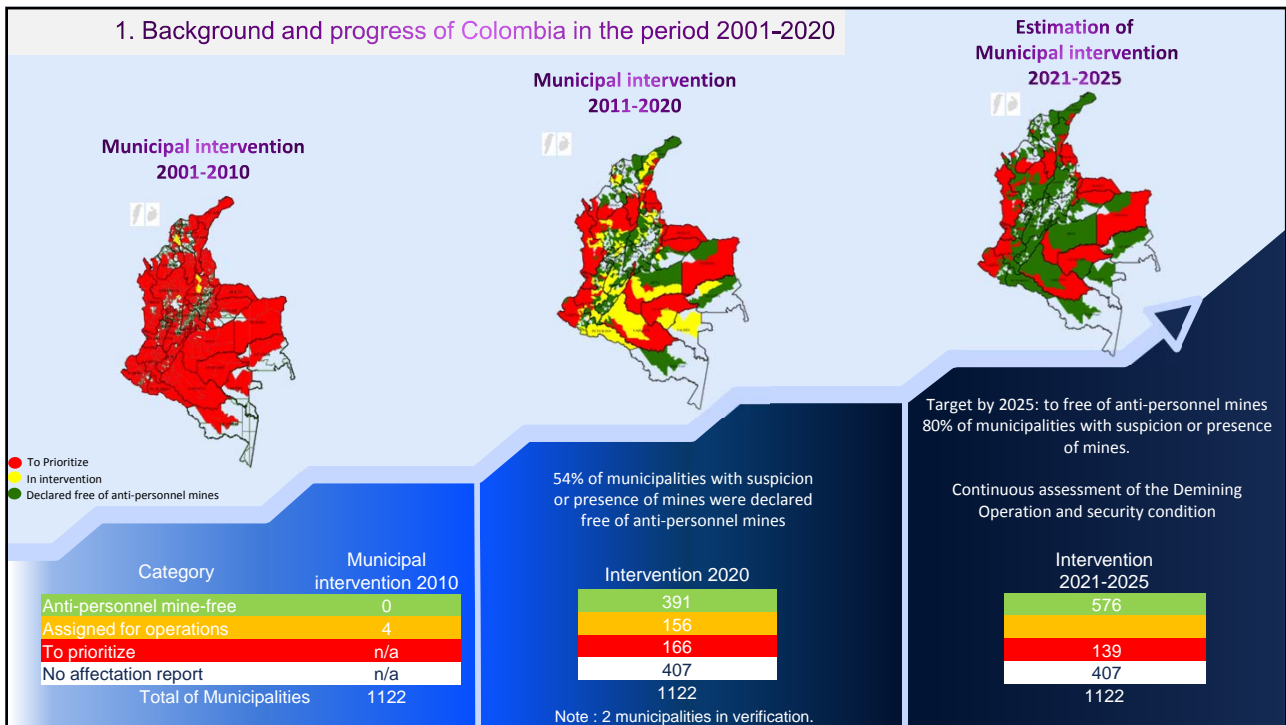 1. Background and progress of Colombia in the period 2001-2020
Municipal intervention
2001-2010
Municipal intervention
2011-2020
Estimation of
Municipal intervention
2021-2025
To Prioritize
In intervention
Declared free of anti-personnel mines
54% of municipalities with suspicion
or presence of mines were declared
free of anti-personnel mines
Target by 2025: to free of anti-personnel mines
80% of municipalities with suspicion or presence
of mines.
Continuous assessment of the Demining
Operation and security condition
Category
Municipal
intervention 2010
Anti-personnel mine-free 0
Assigned for operations 4
To prioritize n/a
No affectation report n/a
Total of Municipalities 1122
Intervention 2020
391
156
166
407
1122
Note : 2 municipalities in verification.
Intervention
2021-2025
576
139
407
1122